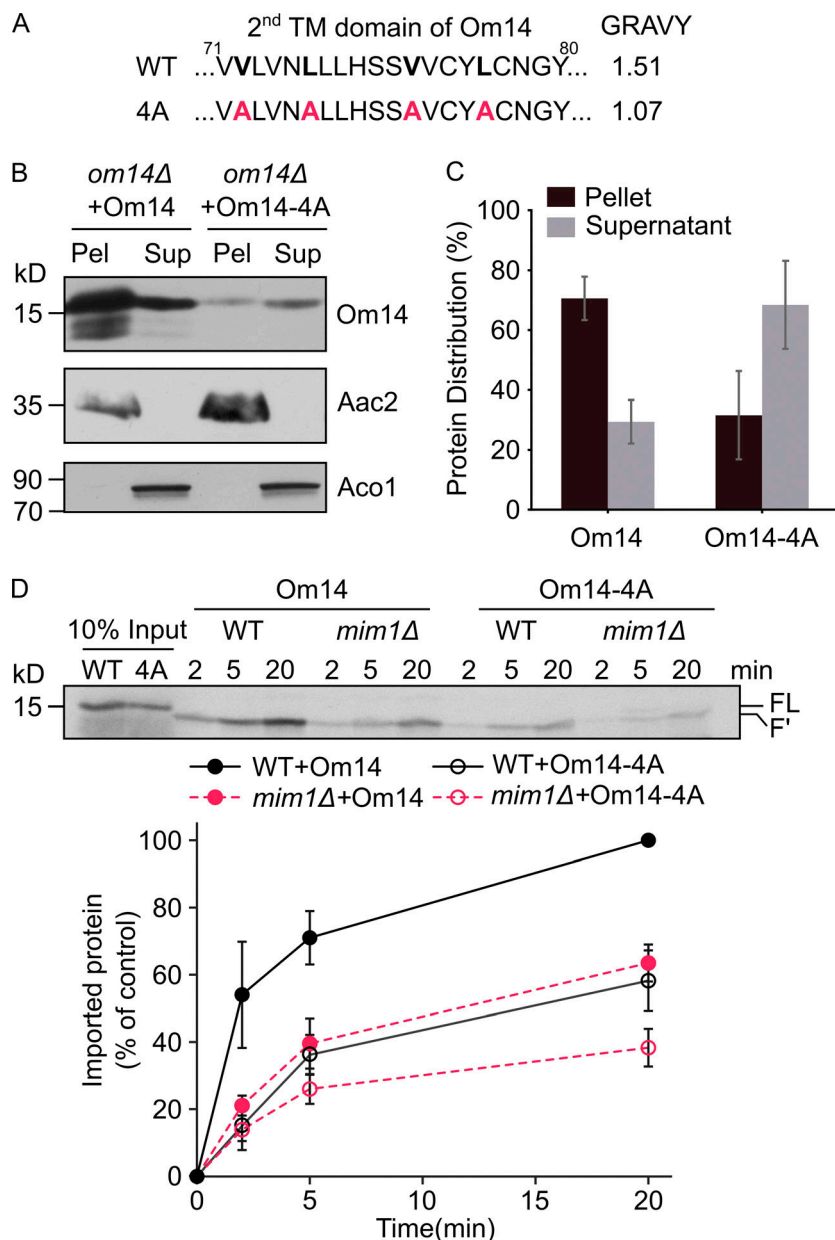 A
2nd TM domain of Om14
GRAVY
71
80
WT ...VVLVNLLLHSSVVCYLCNGY... 1.51
4A ...VALVNALLHSSAVCYACNGY... 1.07
B
om14Δ om14Δ
+Om14 +Om14-4A
Pel Sup Pel Sup
kD
15
Om14
35
Aac2
90
70
Aco1
C
Pellet
Supernatant
Protein Distribution (%)
100
80
60
40
20
0
Om14 Om14-4A
D
Om14 Om14-4A
10% Input WT mim1Δ WT mim1Δ
kD WT 4A 2 5 20 2 5 20 2 5 20 2 5 20 min
15
FL
F'
WT+Om14 WT+Om14-4A
mim1Δ+Om14 mim1Δ+Om14-4A
Imported protein
(% of control)
100
80
60
40
20
0
0 5 10 15 20
Time(min)